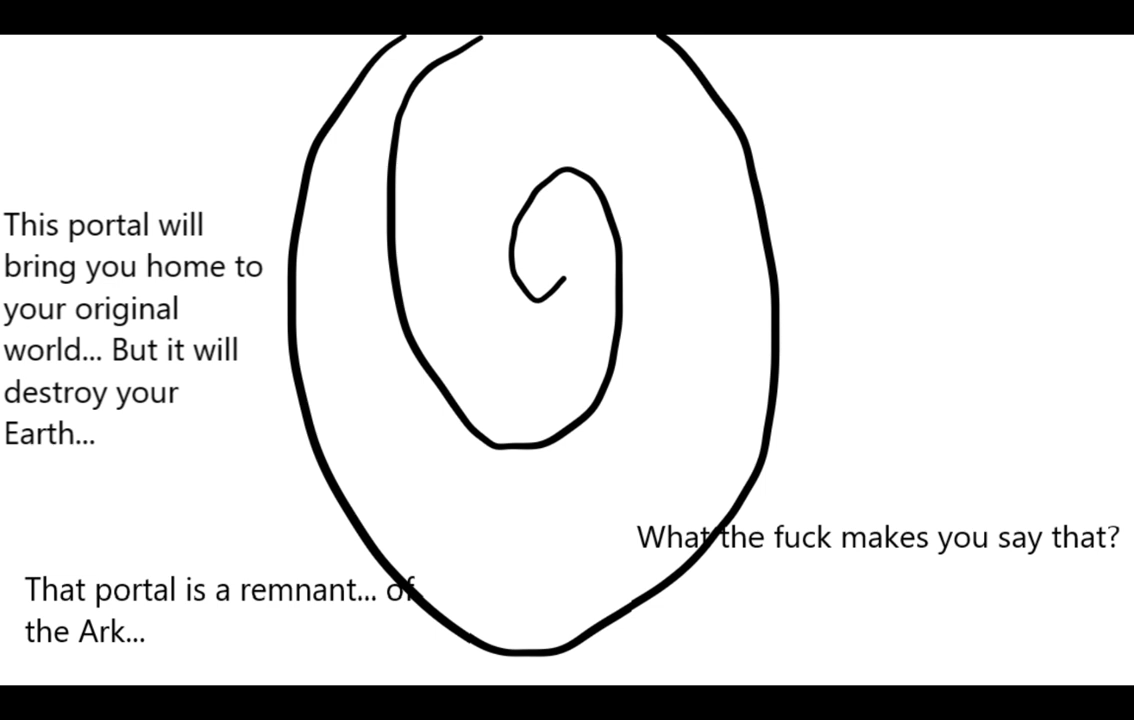 This portal will
bring you home to
your original
world... But it will
destroy your
Earth...
What the fuck makes you say that?
That portal is a remnant... of
the Ark...